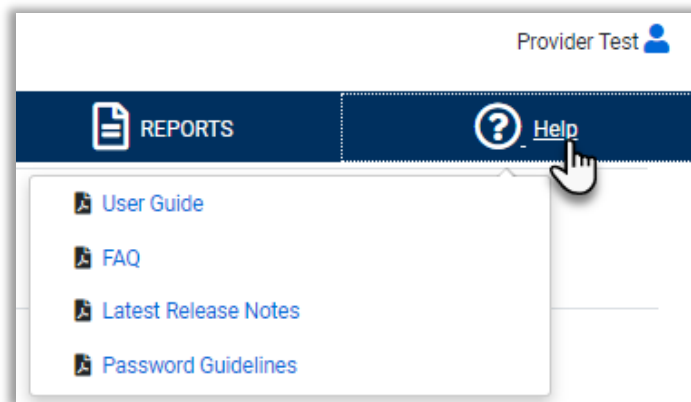 Provider Test
REPORTS
Help
User Guide
FAQ
Latest Release Notes
Password Guidelines